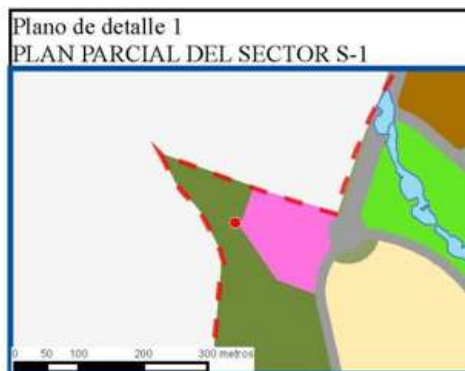 Plano de detalle 1
PLAN PARCIAL DEL SECTOR S-1
0 50 100 200 300 metros